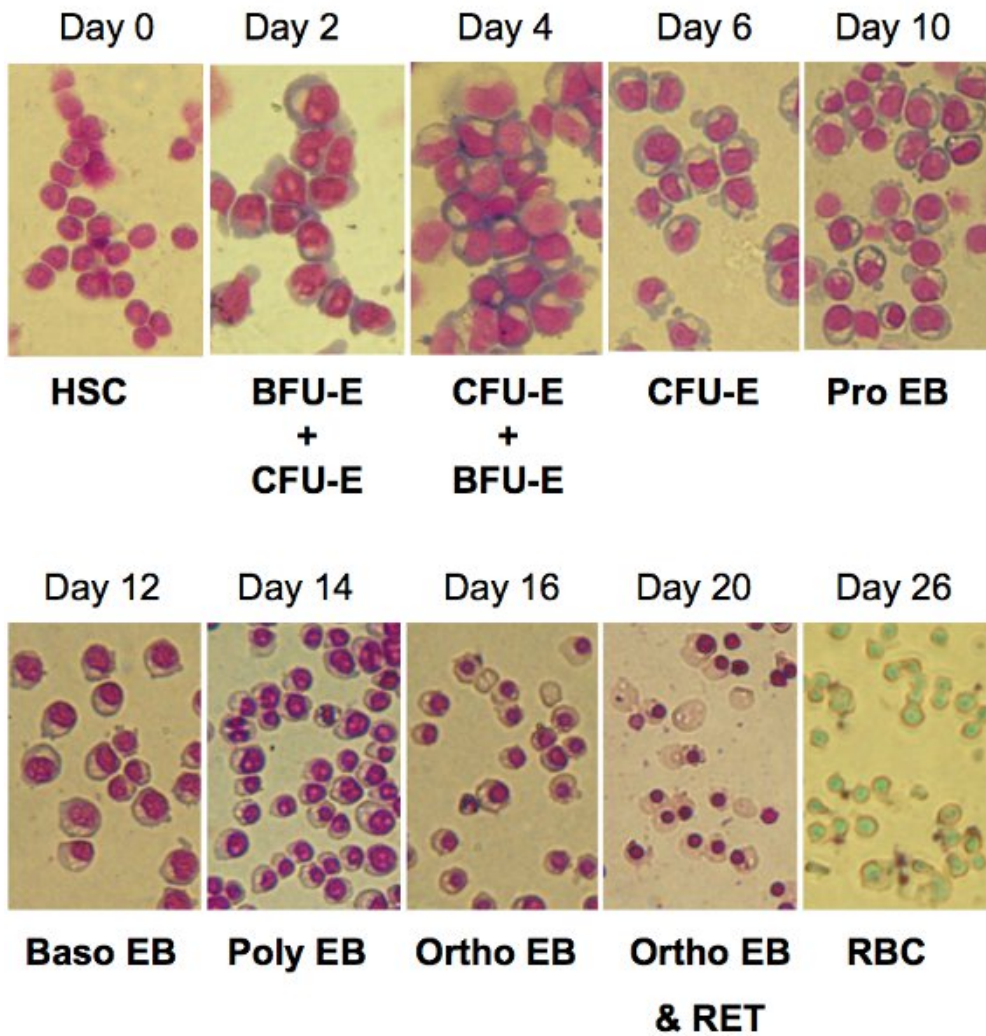 Day 0 Day 2 Day 4 Day 6 Day 10
HSC BFU-E CFU-E CFU-E Pro EB
+ +
CFU-E BFU-E
Day 12 Day 14 Day 16 Day 20 Day 26
Baso EB Poly EB Ortho EB Ortho EB RBC
& RET